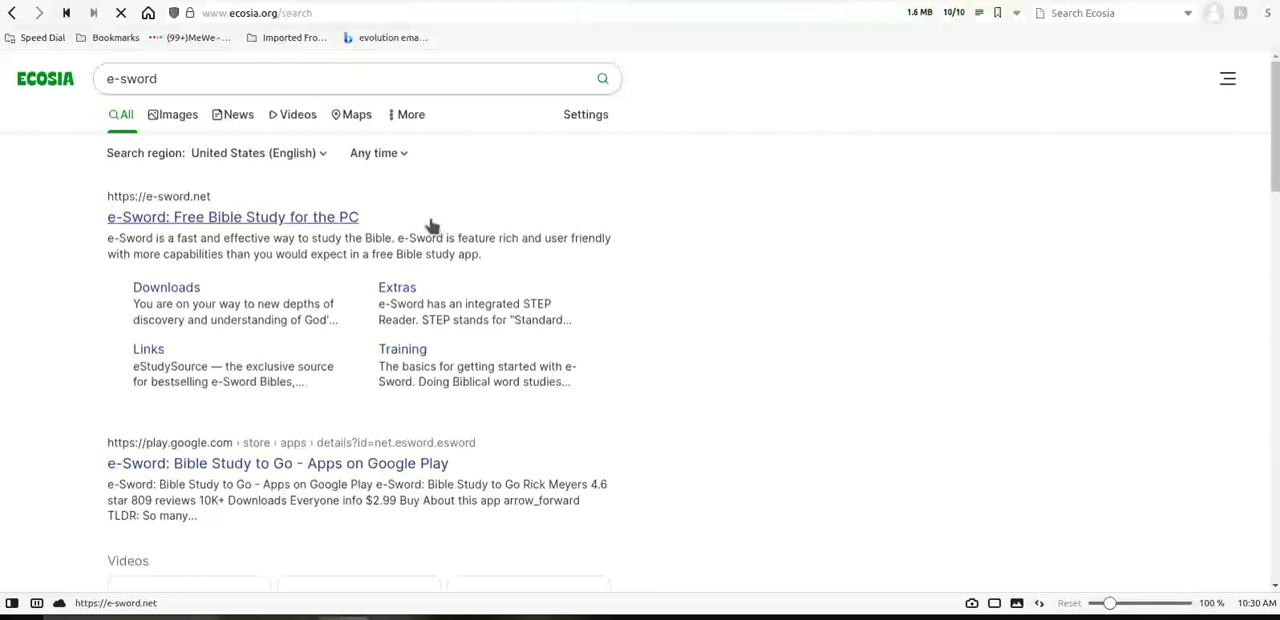 www.ecosia.org/search
1.6 MB 10/10
Search Ecosia
Speed Dial Bookmarks (99+)MeWe -... Imported Fro... evolution ema...
ECOSIA
e-sword
All Images News Videos Maps More Settings
Search region: United States (English) Any time
https://e-sword.net
e-Sword: Free Bible Study for the PC
e-Sword is a fast and effective way to study the Bible. e-Sword is feature rich and user friendly
with more capabilities than you would expect in a free Bible study app.
Downloads
You are on your way to new depths of
discovery and understanding of God'...
Extras
e-Sword has an integrated STEP
Reader. STEP stands for "Standard...
Links
eStudySource — the exclusive source
for bestselling e-Sword Bibles,...
Training
The basics for getting started with e-
Sword. Doing Biblical word studies...
https://play.google.com › store › apps › details?id=net.esword.esword
e-Sword: Bible Study to Go - Apps on Google Play
e-Sword: Bible Study to Go - Apps on Google Play e-Sword: Bible Study to Go Rick Meyers 4.6
star 809 reviews 10K+ Downloads Everyone info $2.99 Buy About this app arrow_forward
TLDR: So many...
Videos
https://e-sword.net
Reset 100 % 10:30 AM